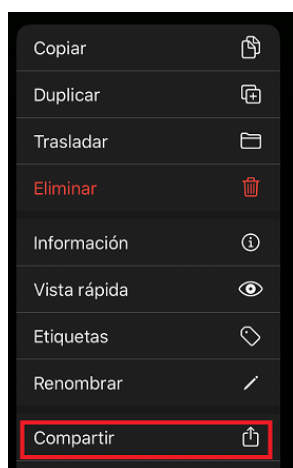 Copiar
Duplicar
Trasladar
Eliminar
Información
Vista rápida
Etiquetas
Renombrar
Compartir